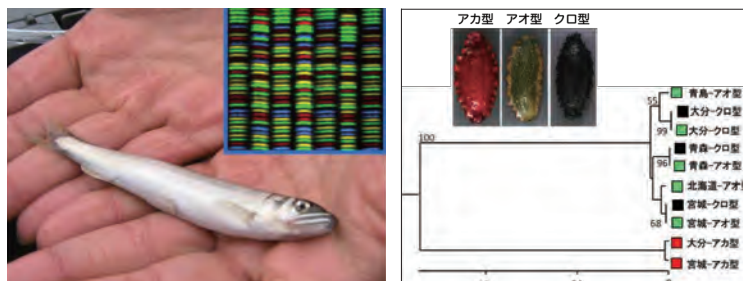 アカ型 アオ型 クロ型
青島-アオ型
55
大分-クロ型
99
大分-クロ型
100
青森-クロ型
96
青森-アオ型
北海道-アオ型
宮城-クロ型
68
宮城-アオ型
大分-アカ型
宮城-アカ型